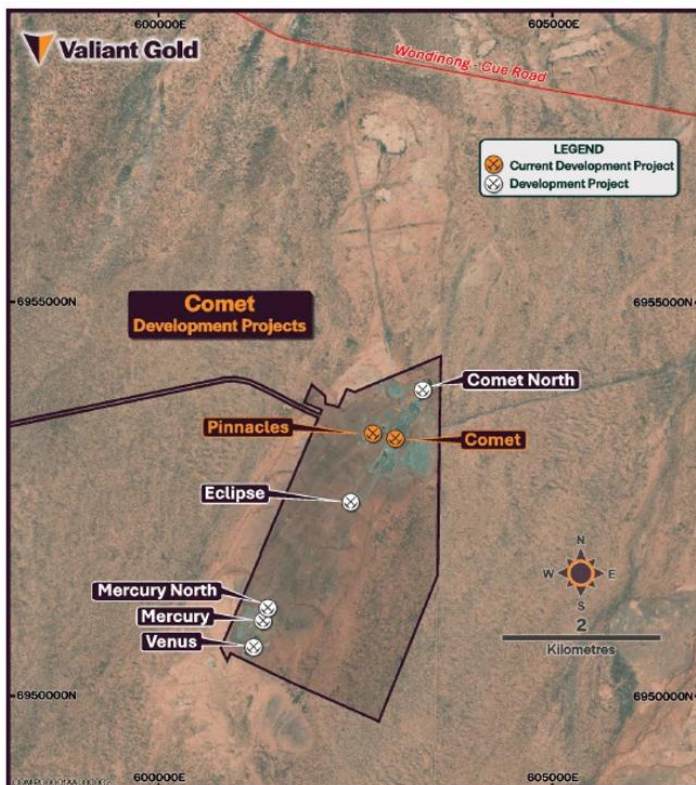 600000E
605000E
Valiant Gold
Wondinong - Cue Road
LEGEND
Current Development Project
Development Project
6955000N
6955000N
Comet
Development Projects
Comet North
Pinnacles
Comet
Eclipse
N
W
E
S
Mercury North
Mercury
Venus
2
Kilometres
6950000N
6950000N
600000E
605000E